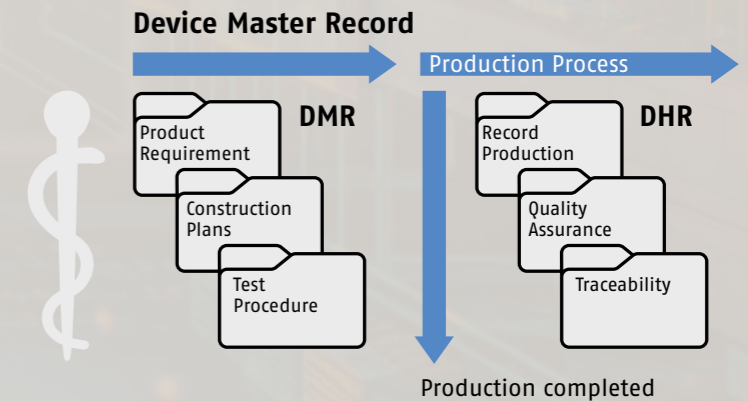 Device Master Record
Production Process
DMR
Product
Requirement
Construction
Plans
Test
Procedure
DHR
Record
Production
Quality
Assurance
Traceability
Production completed